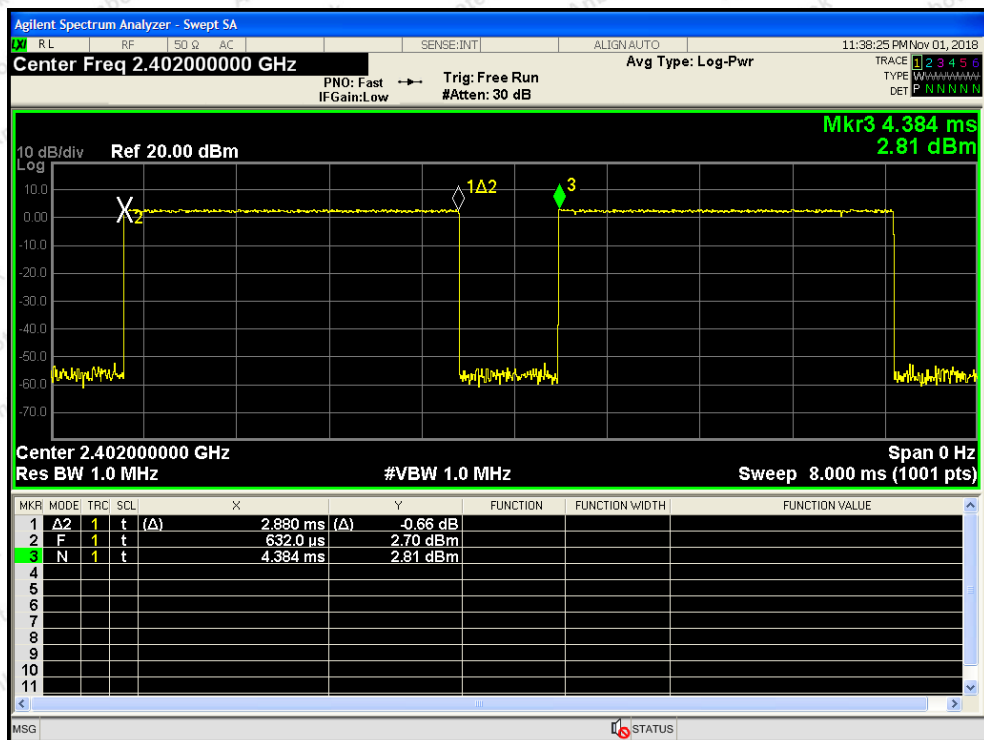 Agilent Spectrum Analyzer - Swept SA
LXI RL RF 50 Ω AC SENSE:INT ALIGN AUTO 11:38:25 PM Nov 01, 2018
Center Freq 2.402000000 GHz Avg Type: Log-Pwr TRACE 1 2 3 4 5 6
PNO: Fast Trig: Free Run TYPE
IFGain:Low #Atten: 30 dB DET P N N N N N
Mkr3 4.384 ms
10 dB/div Ref 20.00 dBm 2.81 dBm
Log
10.0
0.00
-10.0
-20.0
-30.0
-40.0
-50.0
-60.0
-70.0
2 1Δ2 3
Center 2.402000000 GHz Span 0 Hz
Res BW 1.0 MHz #VBW 1.0 MHz Sweep 8.000 ms (1001 pts)
MKR MODE TRC SCL X Y FUNCTION FUNCTION WIDTH FUNCTION VALUE
1 Δ2 1 t (Δ) 2.880 ms (Δ) -0.66 dB
2 F 1 t 632.0 µs 2.70 dBm
3 N 1 t 4.384 ms 2.81 dBm
4
5
6
7
8
9
10
11
MSG STATUS